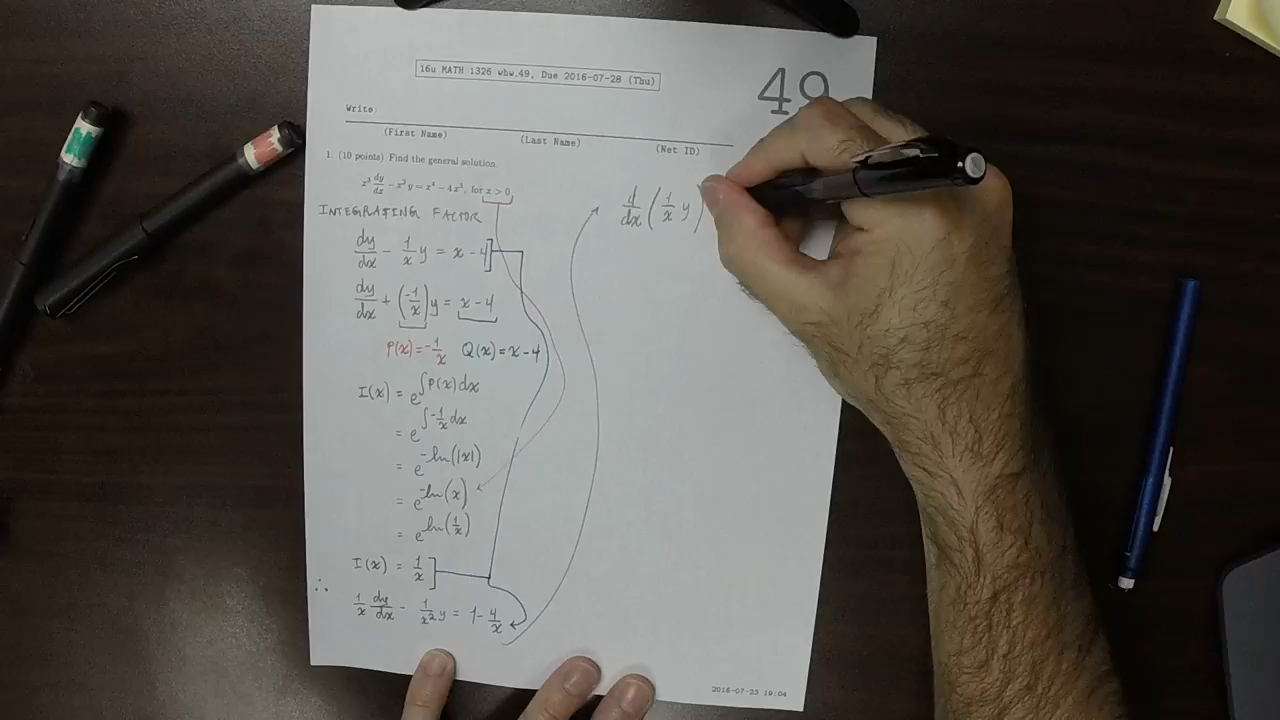 16u MATH 1326 whw.49, Due 2016-07-28 (Thu)
49
Write:
(First Name) (Last Name) (Net ID)
1. (10 points) Find the general solution.
x³ dy/dx − x² y = x⁴ − 4x³, for x > 0
INTEGRATING FACTOR
dy/dx − 1/x y = x − 4
dy/dx + (−1/x) y = x − 4
P(x) = −1/x Q(x) = x − 4
I(x) = e^∫P(x)dx
= e^∫−1/x dx
= e^−ln(|x|)
= e^−ln(x)
= e^ln(1/x)
I(x) = 1/x
∴ 1/x dy/dx − 1/x² y = 1 − 4/x
d/dx (1/x y)
2016-07-23 19:04